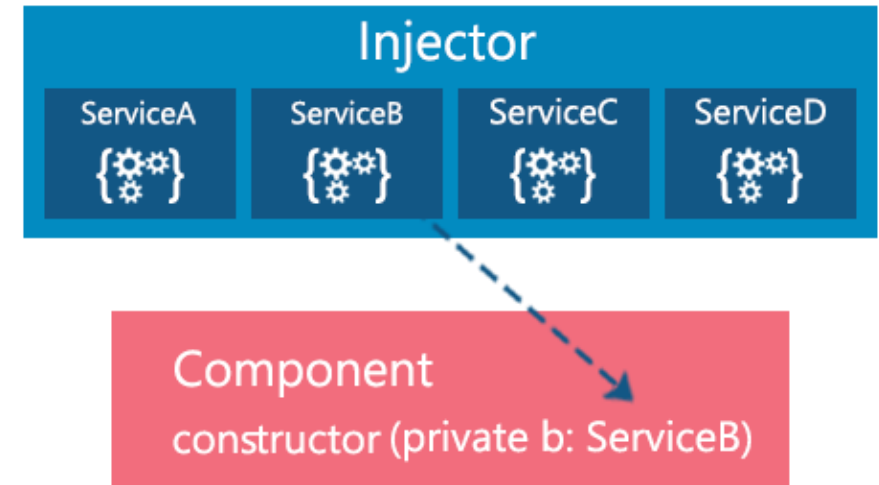 Injector
ServiceA ServiceB ServiceC ServiceD
Component
constructor (private b: ServiceB)